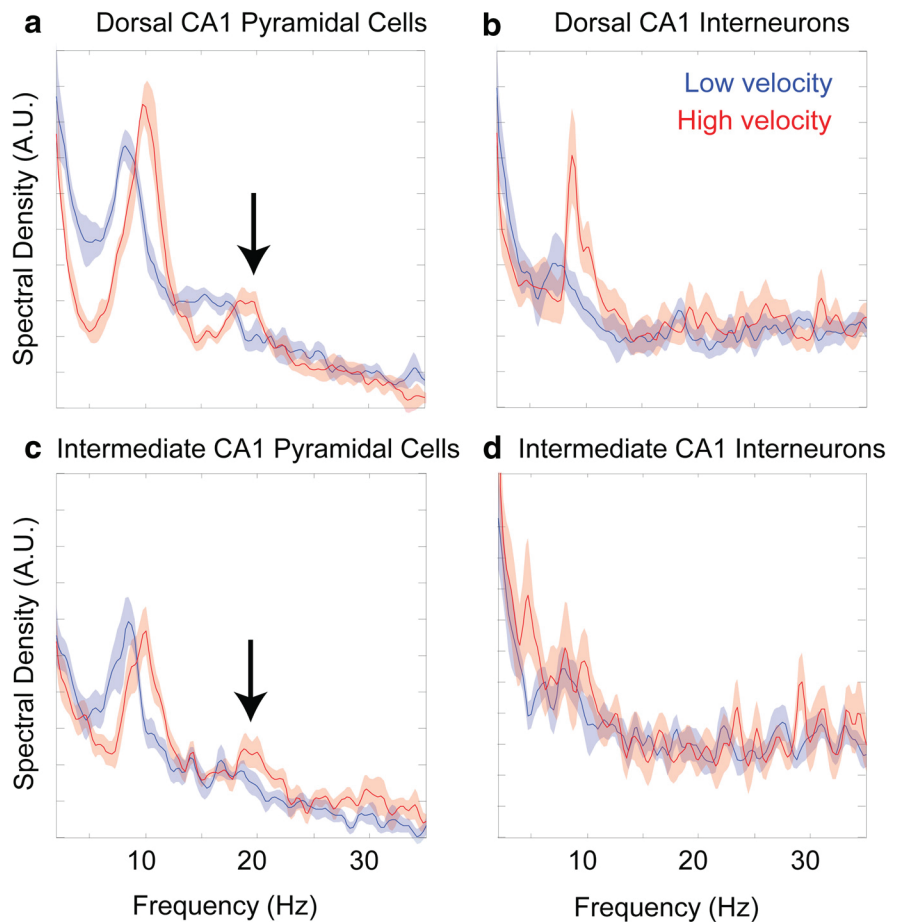 a Dorsal CA1 Pyramidal Cells
b Dorsal CA1 Interneurons
Spectral Density (A.U.)
Low velocity
High velocity
c Intermediate CA1 Pyramidal Cells
d Intermediate CA1 Interneurons
Spectral Density (A.U.)
10 20 30
10 20 30
Frequency (Hz)
Frequency (Hz)